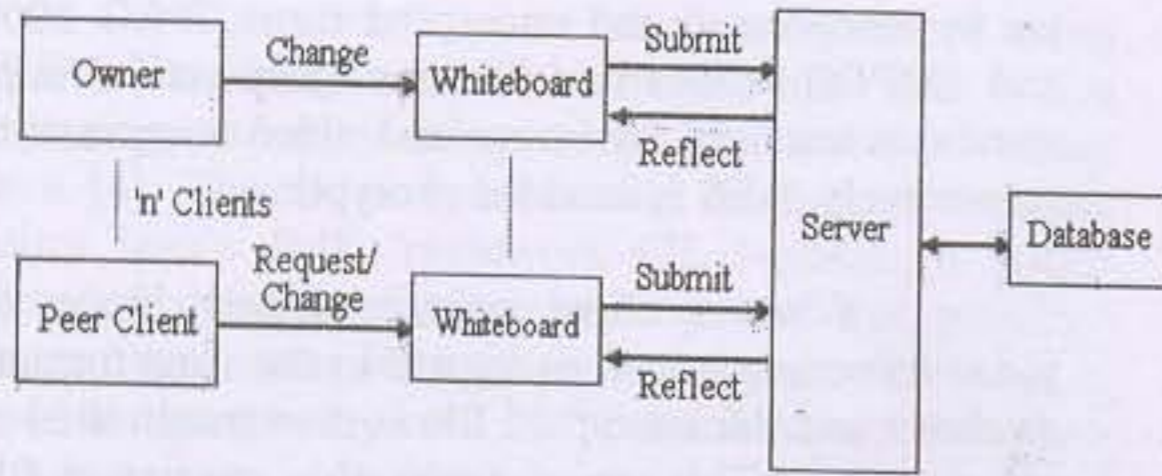 Owner
Change
Whiteboard
Submit
Reflect
'n' Clients
Server
Database
Peer Client
Request/
Change
Whiteboard
Submit
Reflect